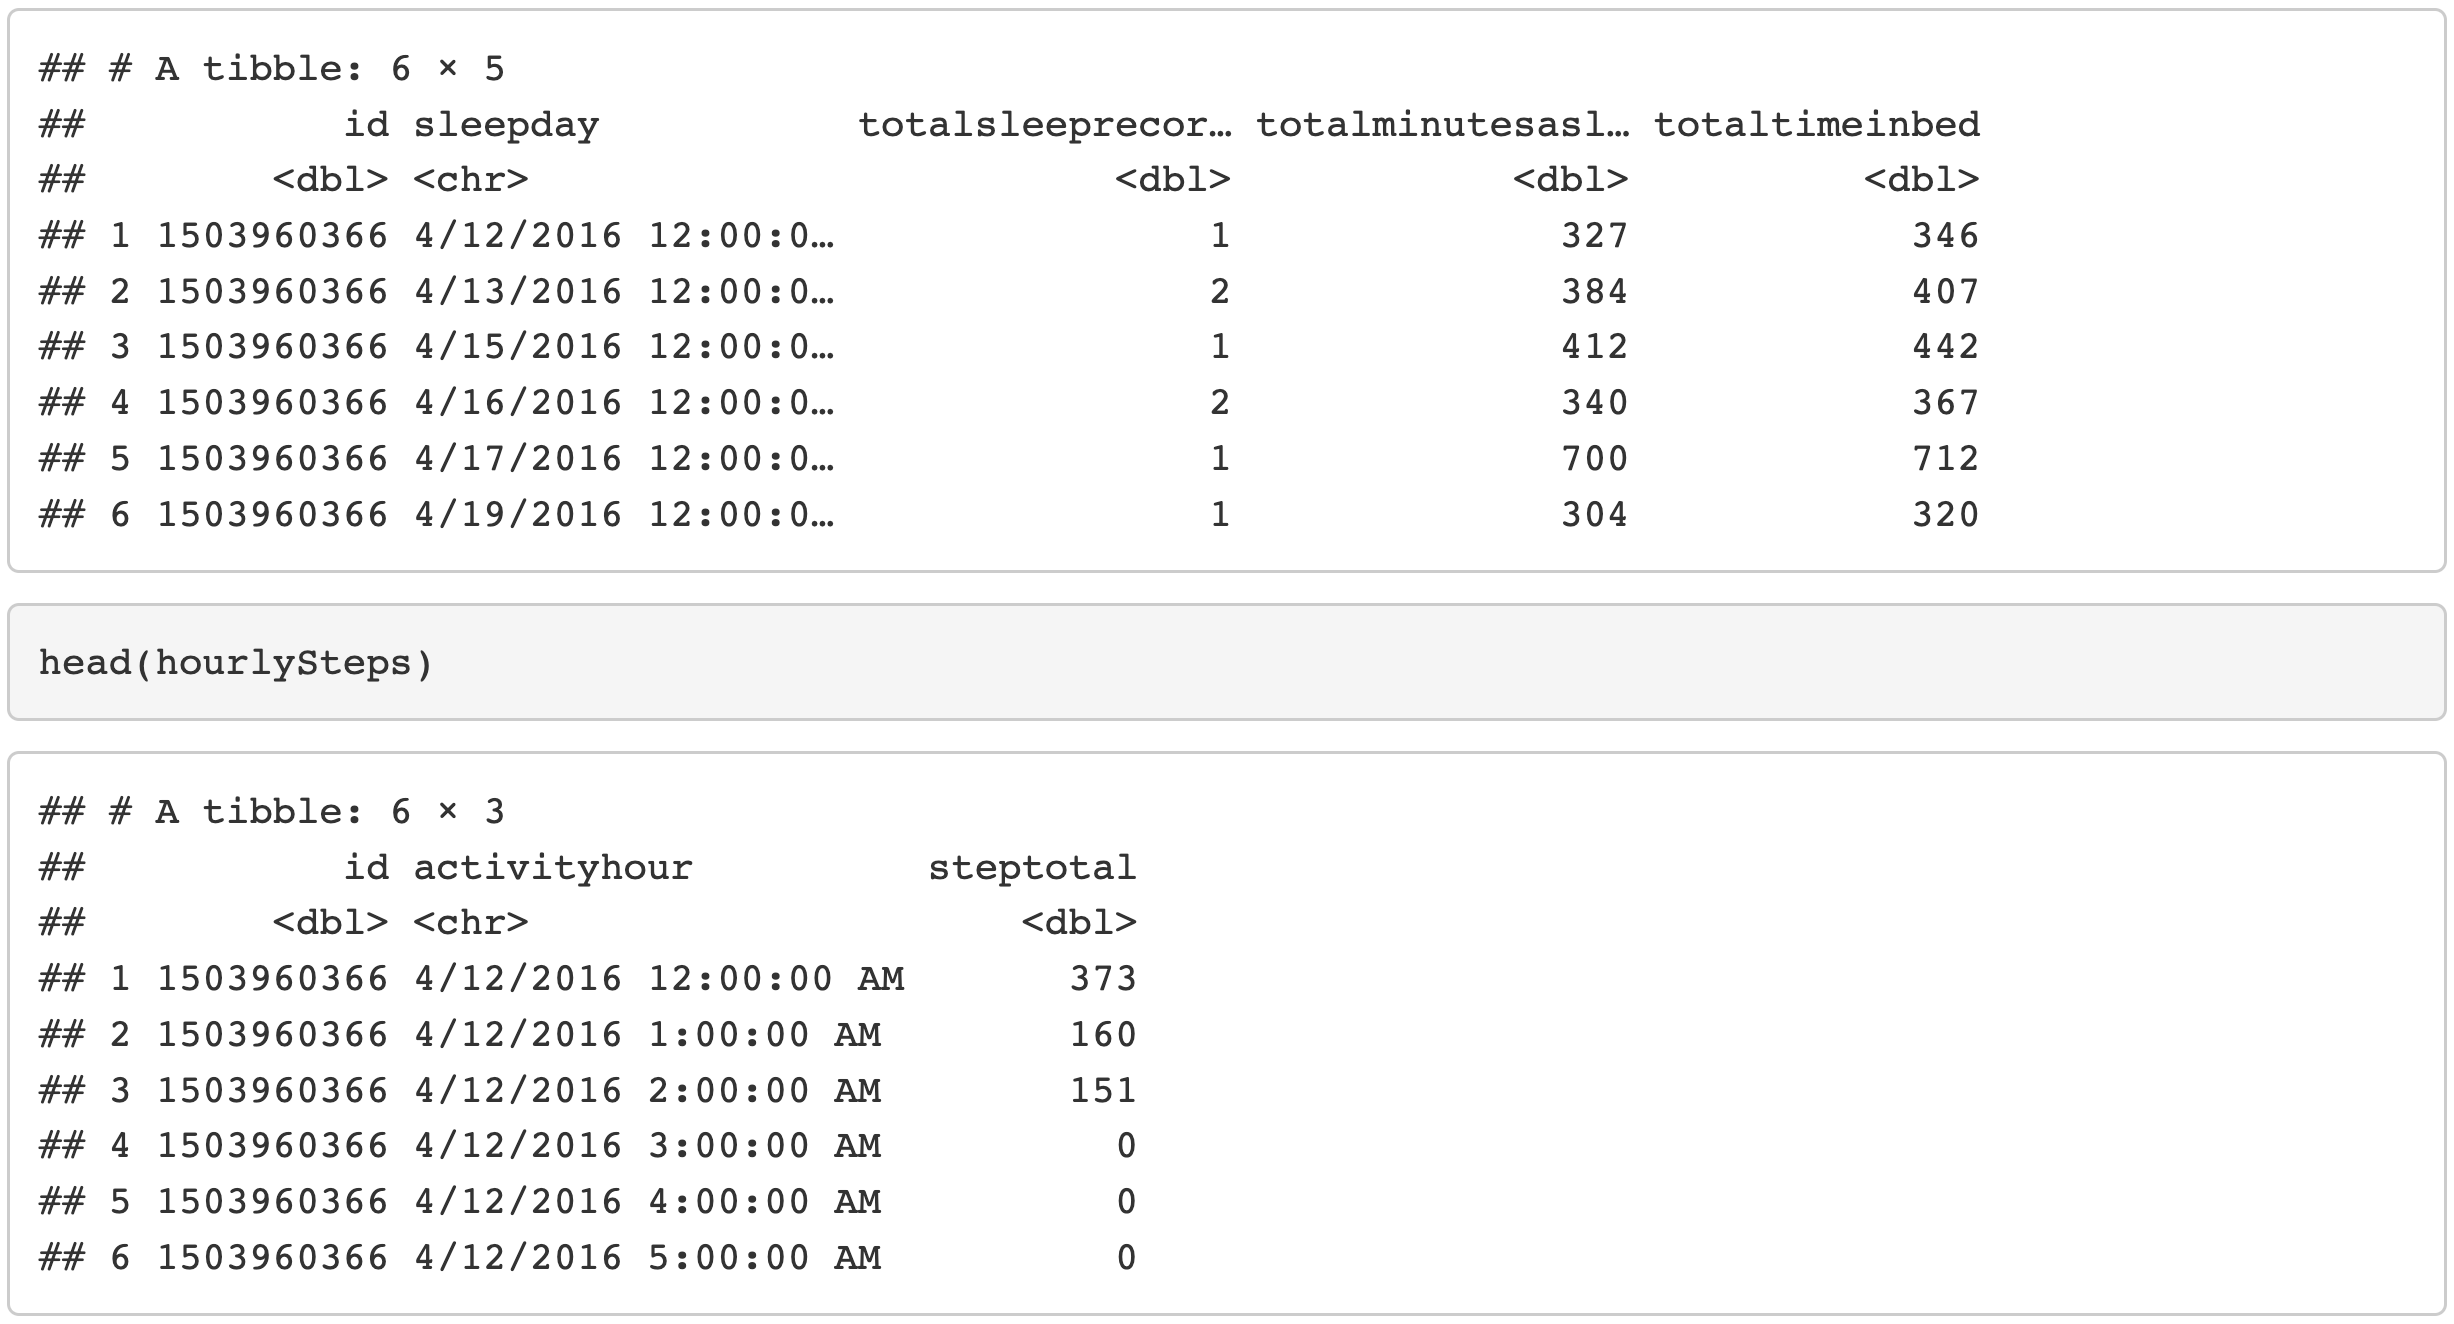 ## # A tibble: 6 × 5
##           id sleepday           totalsleeprecor… totalminutesasl… totaltimeinbed
##        <dbl> <chr>                         <dbl>            <dbl>          <dbl>
## 1 1503960366 4/12/2016 12:00:0…                1              327            346
## 2 1503960366 4/13/2016 12:00:0…                2              384            407
## 3 1503960366 4/15/2016 12:00:0…                1              412            442
## 4 1503960366 4/16/2016 12:00:0…                2              340            367
## 5 1503960366 4/17/2016 12:00:0…                1              700            712
## 6 1503960366 4/19/2016 12:00:0…                1              304            320
head(hourlySteps)
## # A tibble: 6 × 3
##           id activityhour          steptotal
##        <dbl> <chr>                     <dbl>
## 1 1503960366 4/12/2016 12:00:00 AM       373
## 2 1503960366 4/12/2016 1:00:00 AM        160
## 3 1503960366 4/12/2016 2:00:00 AM        151
## 4 1503960366 4/12/2016 3:00:00 AM          0
## 5 1503960366 4/12/2016 4:00:00 AM          0
## 6 1503960366 4/12/2016 5:00:00 AM          0